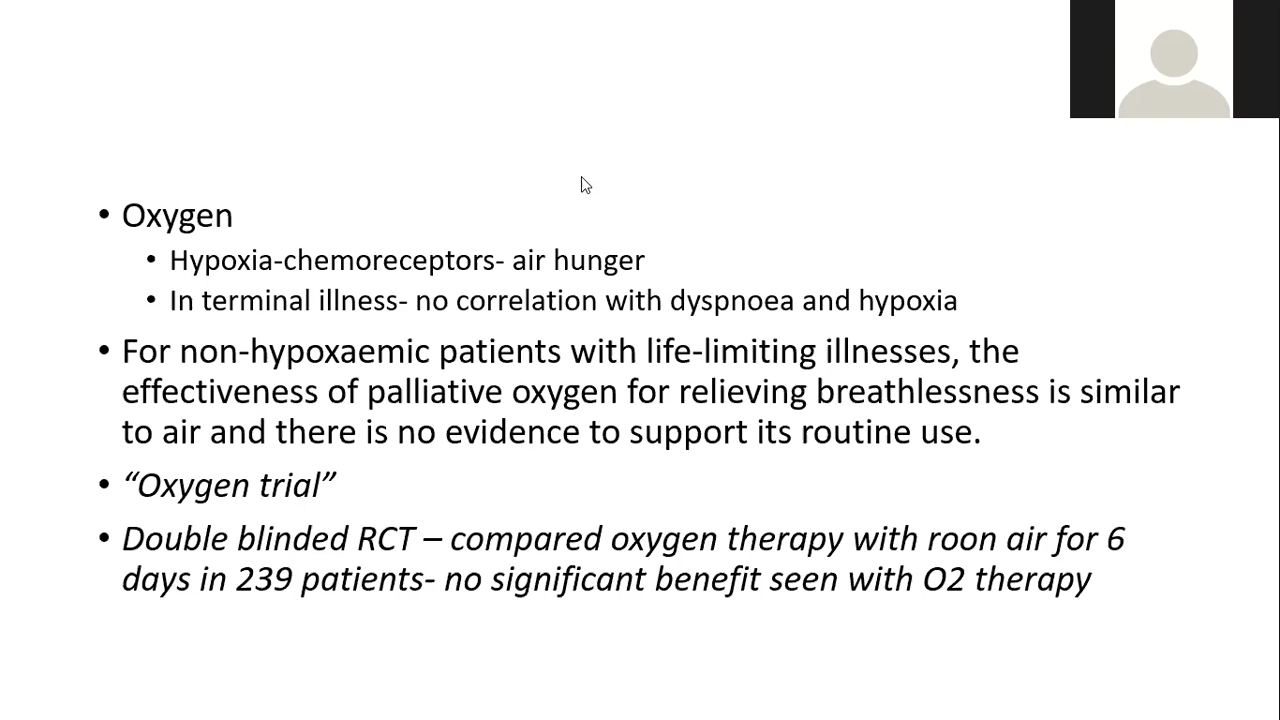 • Oxygen
• Hypoxia-chemoreceptors- air hunger
• In terminal illness- no correlation with dyspnoea and hypoxia
• For non-hypoxaemic patients with life-limiting illnesses, the
effectiveness of palliative oxygen for relieving breathlessness is similar
to air and there is no evidence to support its routine use.
• “Oxygen trial”
• Double blinded RCT – compared oxygen therapy with roon air for 6
days in 239 patients- no significant benefit seen with O2 therapy